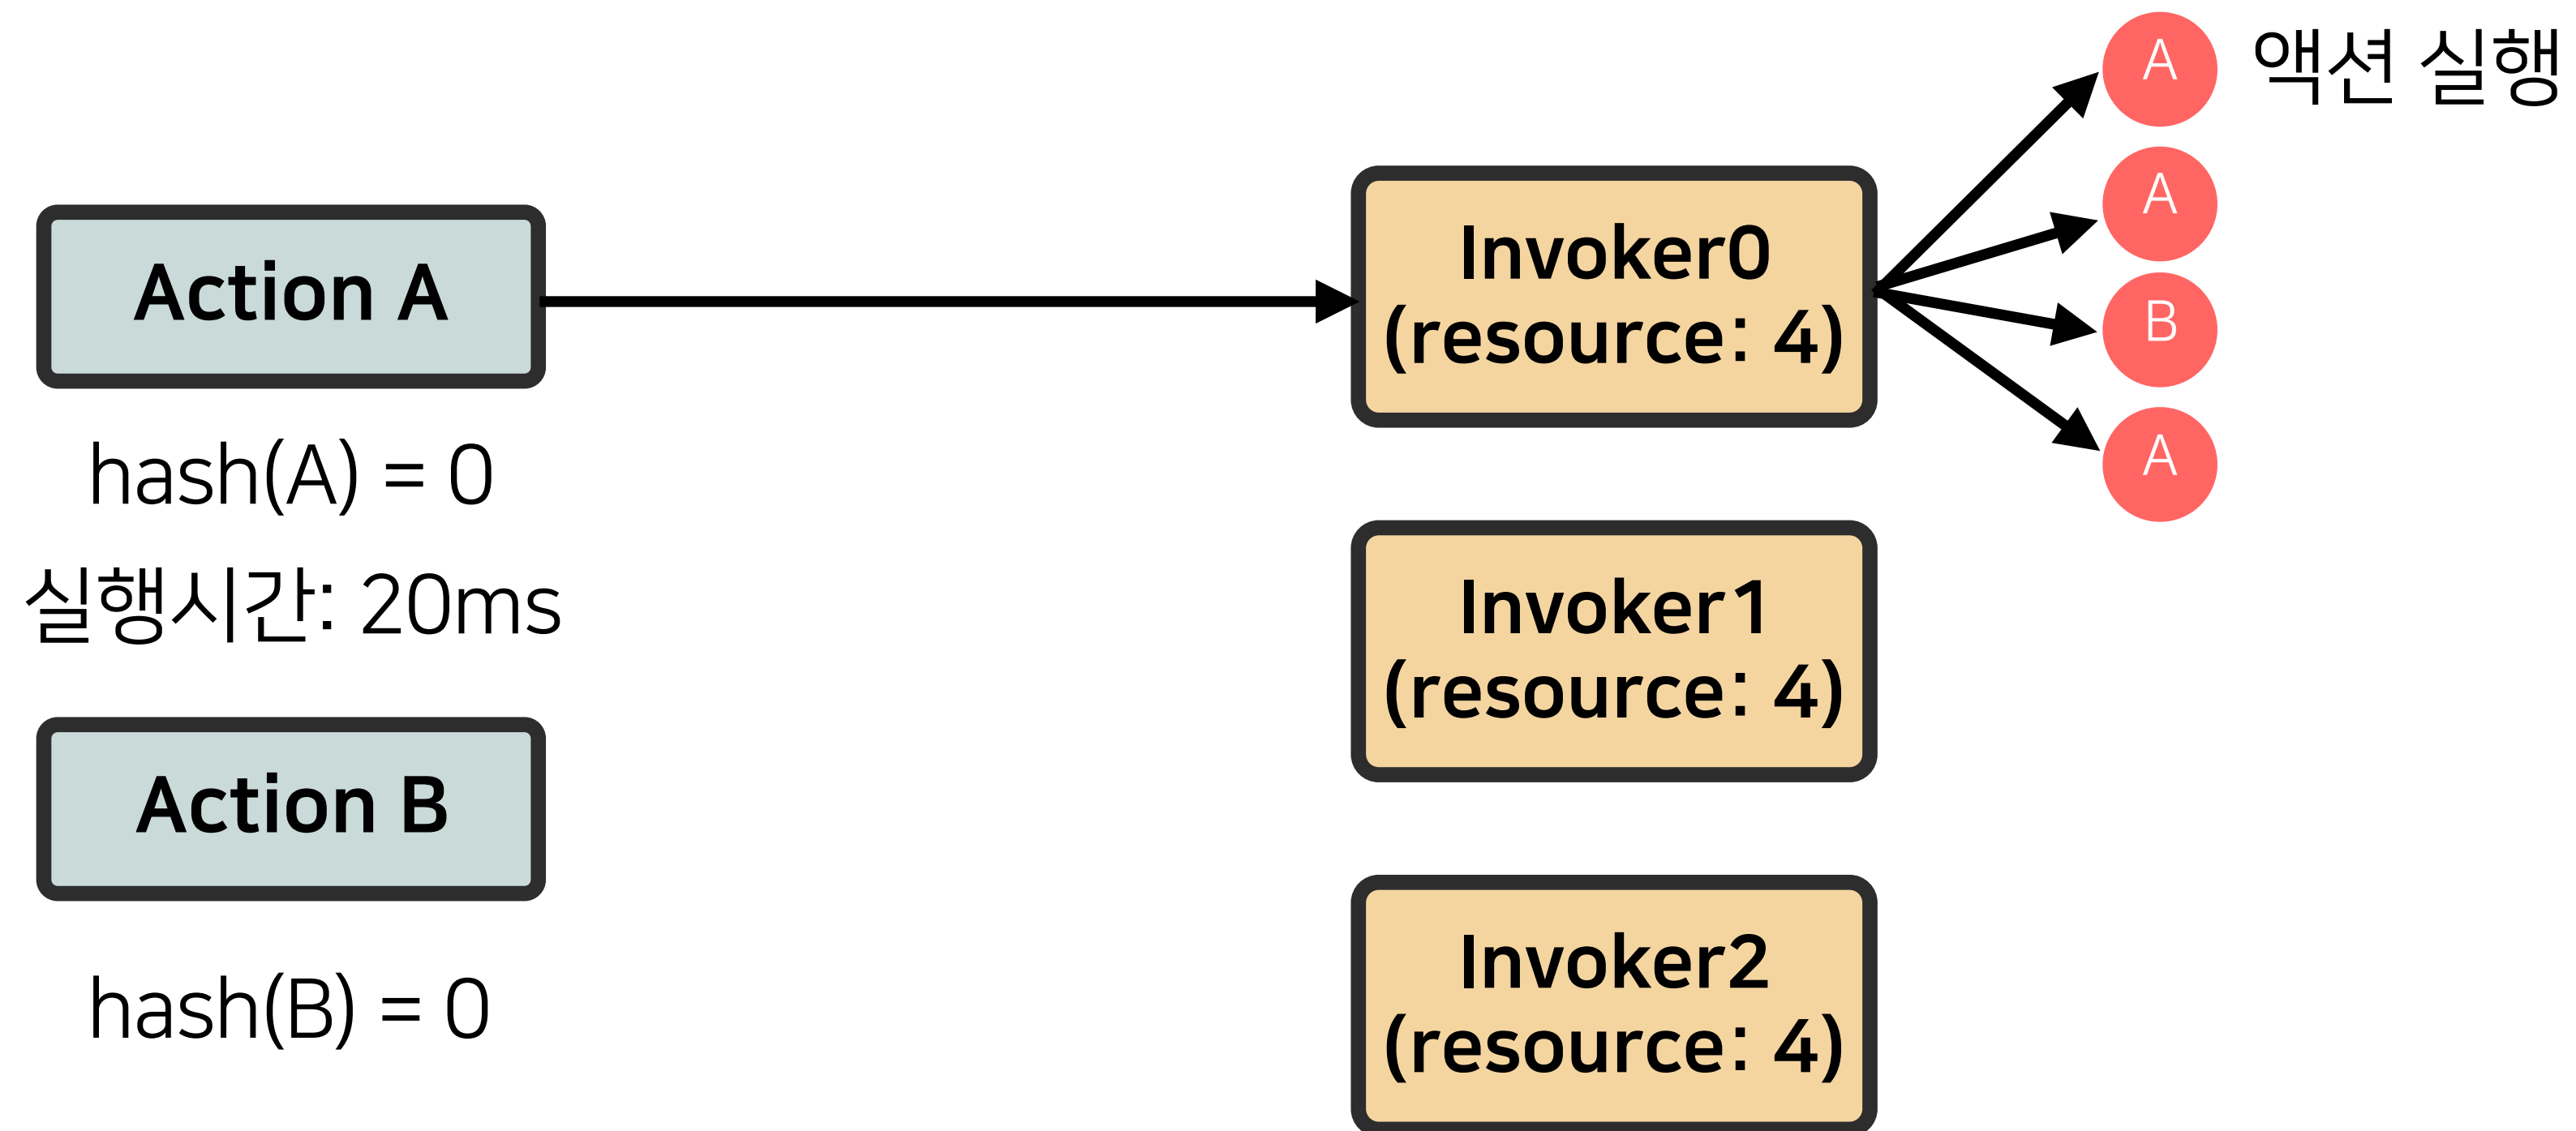 A
액션 실행
A
B
A
Action A
hash(A) = 0
실행시간: 20ms
Action B
hash(B) = 0
Invoker0
(resource: 4)
Invoker1
(resource: 4)
Invoker2
(resource: 4)